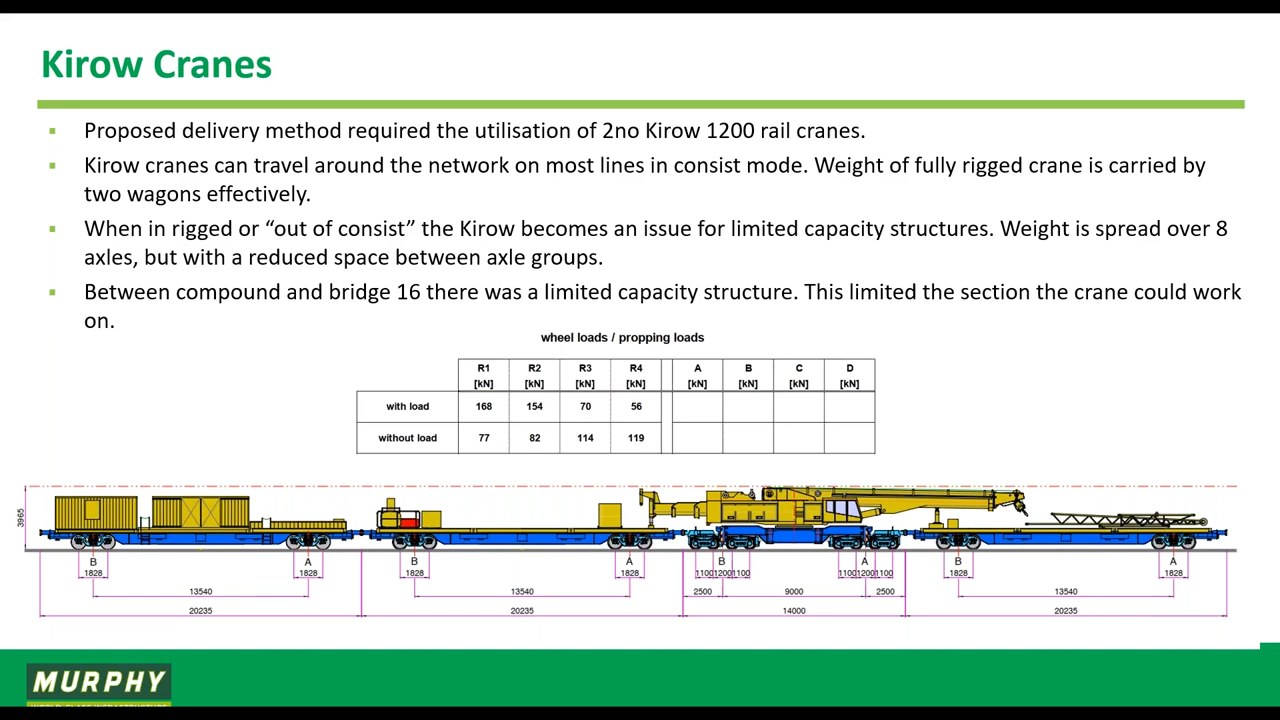 Kirow Cranes
▪ Proposed delivery method required the utilisation of 2no Kirow 1200 rail cranes.
▪ Kirow cranes can travel around the network on most lines in consist mode. Weight of fully rigged crane is carried by
two wagons effectively.
▪ When in rigged or “out of consist” the Kirow becomes an issue for limited capacity structures. Weight is spread over 8
axles, but with a reduced space between axle groups.
▪ Between compound and bridge 16 there was a limited capacity structure. This limited the section the crane could work
on.
wheel loads / propping loads
R1 R2 R3 R4 A B C D
[kN] [kN] [kN] [kN] [kN] [kN] [kN] [kN]
with load 168 154 70 56
without load 77 82 114 119
3965
B A B A B A B A
1828 1828 1828 1828 1100 1200 1100 1100 1200 1100 1828 1828
13540 13540 2500 9000 2500 13540
20235 20235 14000 20235
MURPHY
WORLD-CLASS INFRASTRUCTURE